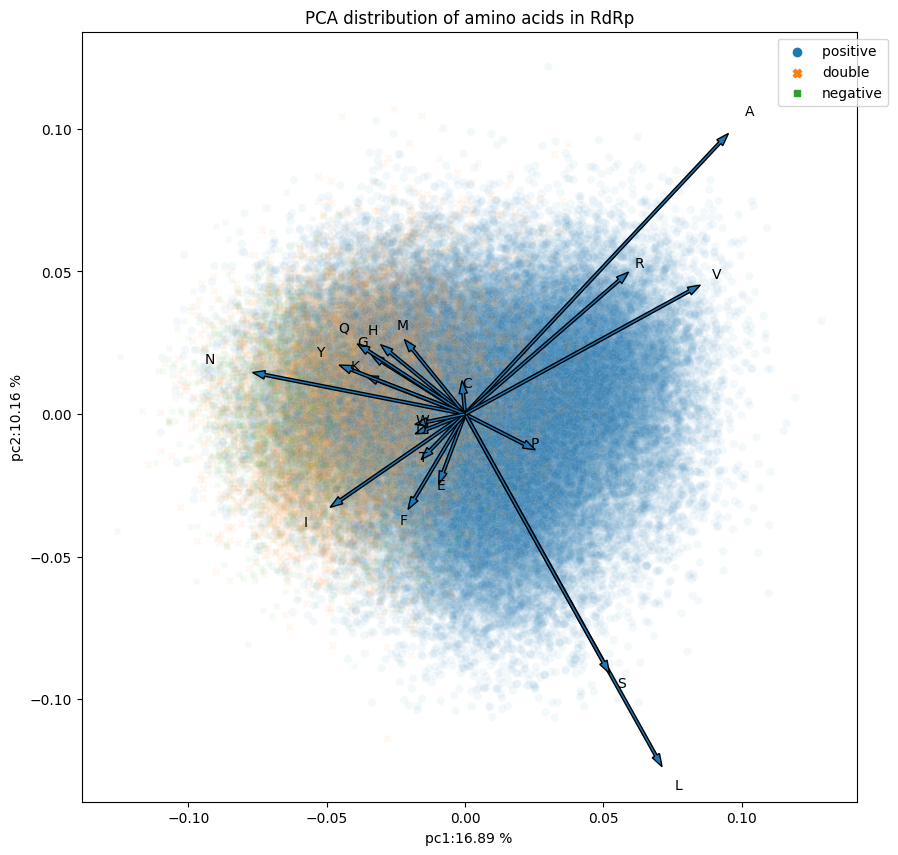 PCA distribution of amino acids in RdRp
positive
double
negative
A
0.10
R
V
0.05
Q
H
M
G
N
Y
K
C
0.00
W
P
T
E
I
F
−0.05
S
−0.10
L
pc2:10.16 %
−0.10
−0.05
0.00
0.05
0.10
pc1:16.89 %